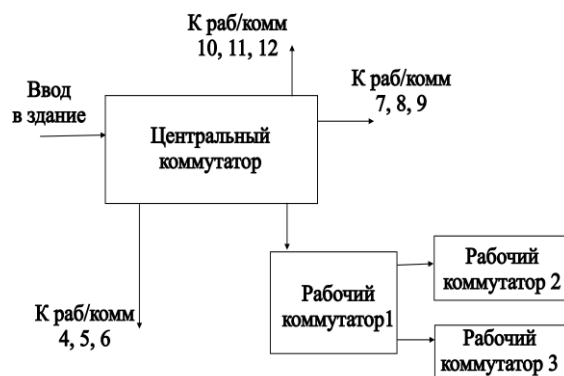 К раб/комм
10, 11, 12
К раб/комм
7, 8, 9
Ввод
в здание
Центральный
коммутатор
К раб/комм
4, 5, 6
Рабочий
коммутатор1
Рабочий
коммутатор 2
Рабочий
коммутатор 3